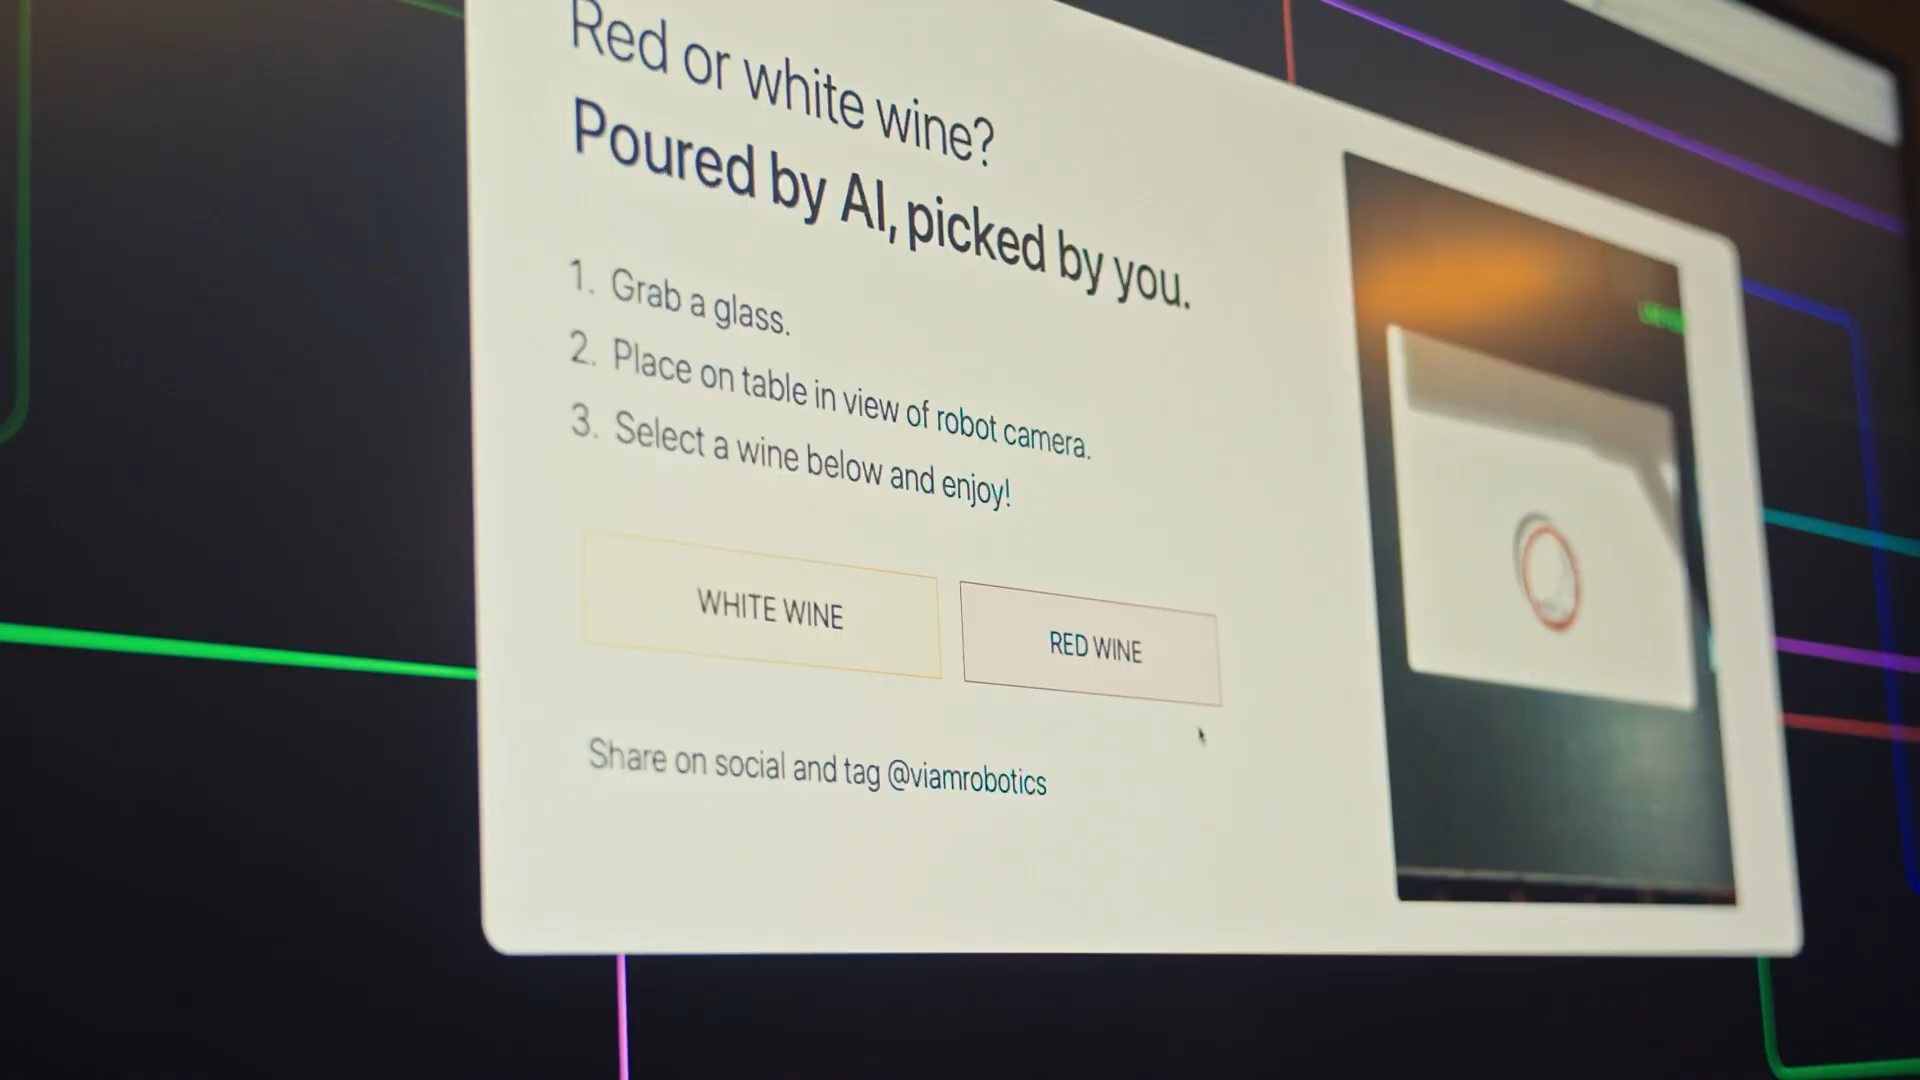 Red or white wine?
Poured by AI, picked by you.
1. Grab a glass.
2. Place on table in view of robot camera.
3. Select a wine below and enjoy!
WHITE WINE
RED WINE
Share on social and tag @viamrobotics